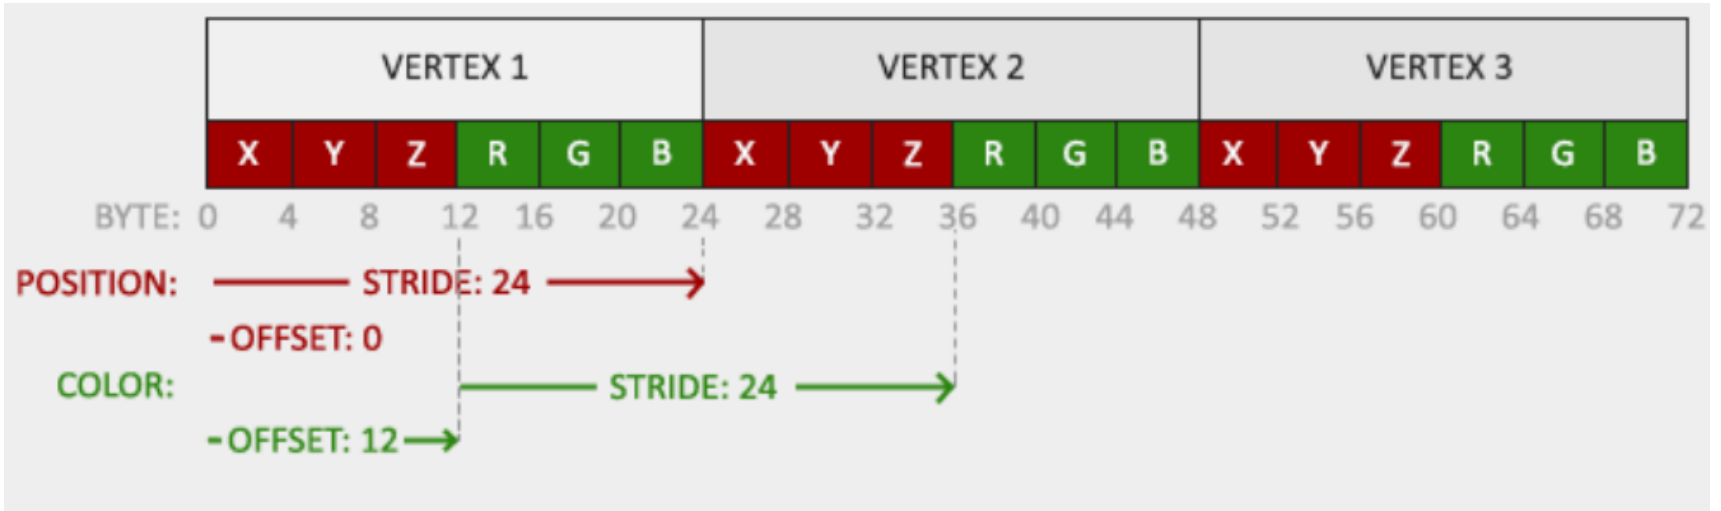 VERTEX 1 VERTEX 2 VERTEX 3
X Y Z R G B X Y Z R G B X Y Z R G B
BYTE: 0 4 8 12 16 20 24 28 32 36 40 44 48 52 56 60 64 68 72
POSITION: STRIDE: 24
-OFFSET: 0
COLOR: STRIDE: 24
-OFFSET: 12